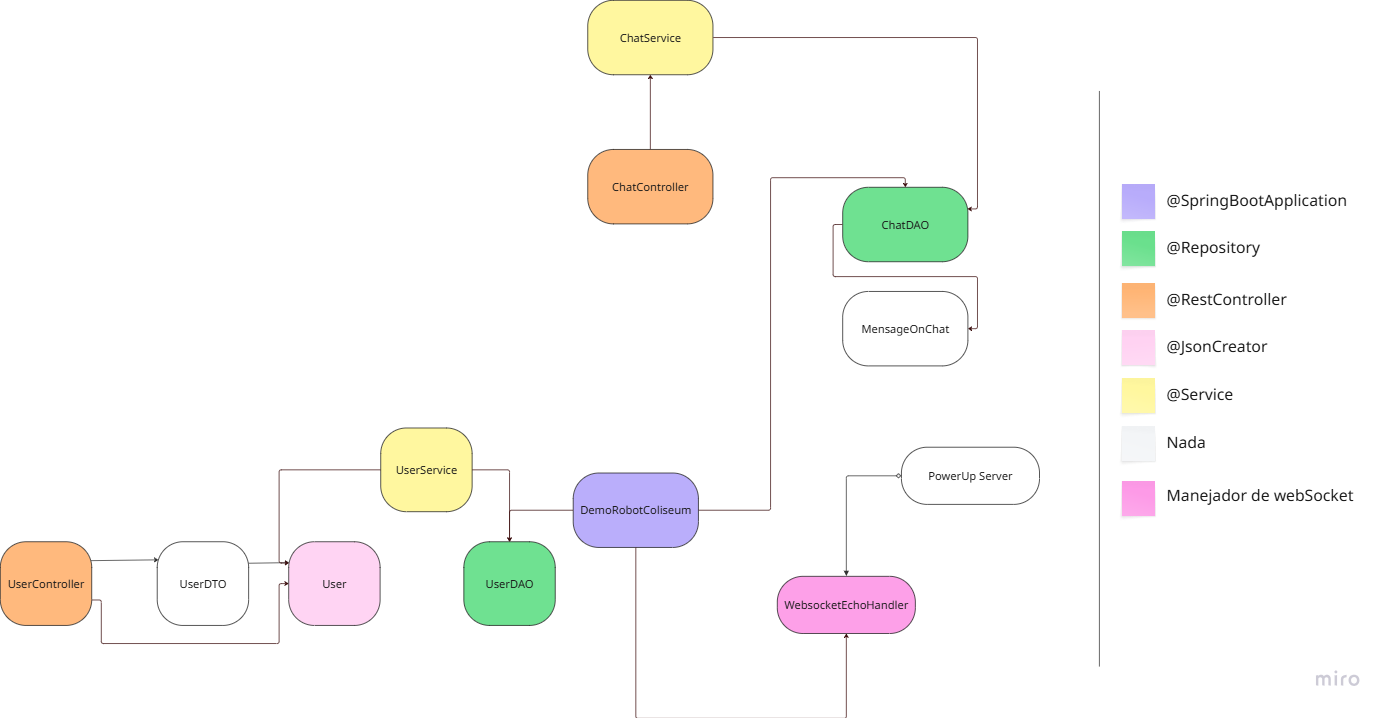 ChatService
ChatController
ChatDAO
MessageOnChat
UserService
DemoRobotColiseum
PowerUp Server
UserController
UserDTO
User
UserDAO
WebsocketEchoHandler
@SpringBootApplication
@Repository
@RestController
@JsonCreator
@Service
Nada
Manejador de webSocket
miro